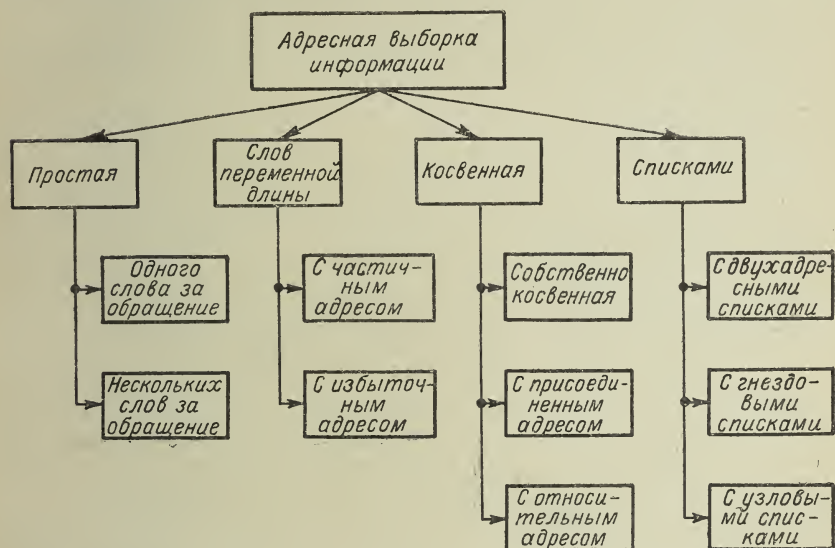 Адресная выборка
информации
Простая
Слов
переменной
длины
Косвенная
Списками
Одного
слова за
обращение
С частич-
ным
адресом
Собственно
косвенная
С двухадре-
сными
списками
Нескольких
слов за
обращение
С избыточ-
ным
адресом
С присоеди-
ненным
адресом
С гнездо-
выми
списками
С относи-
тельным
адресом
С узловы-
ми спис-
ками